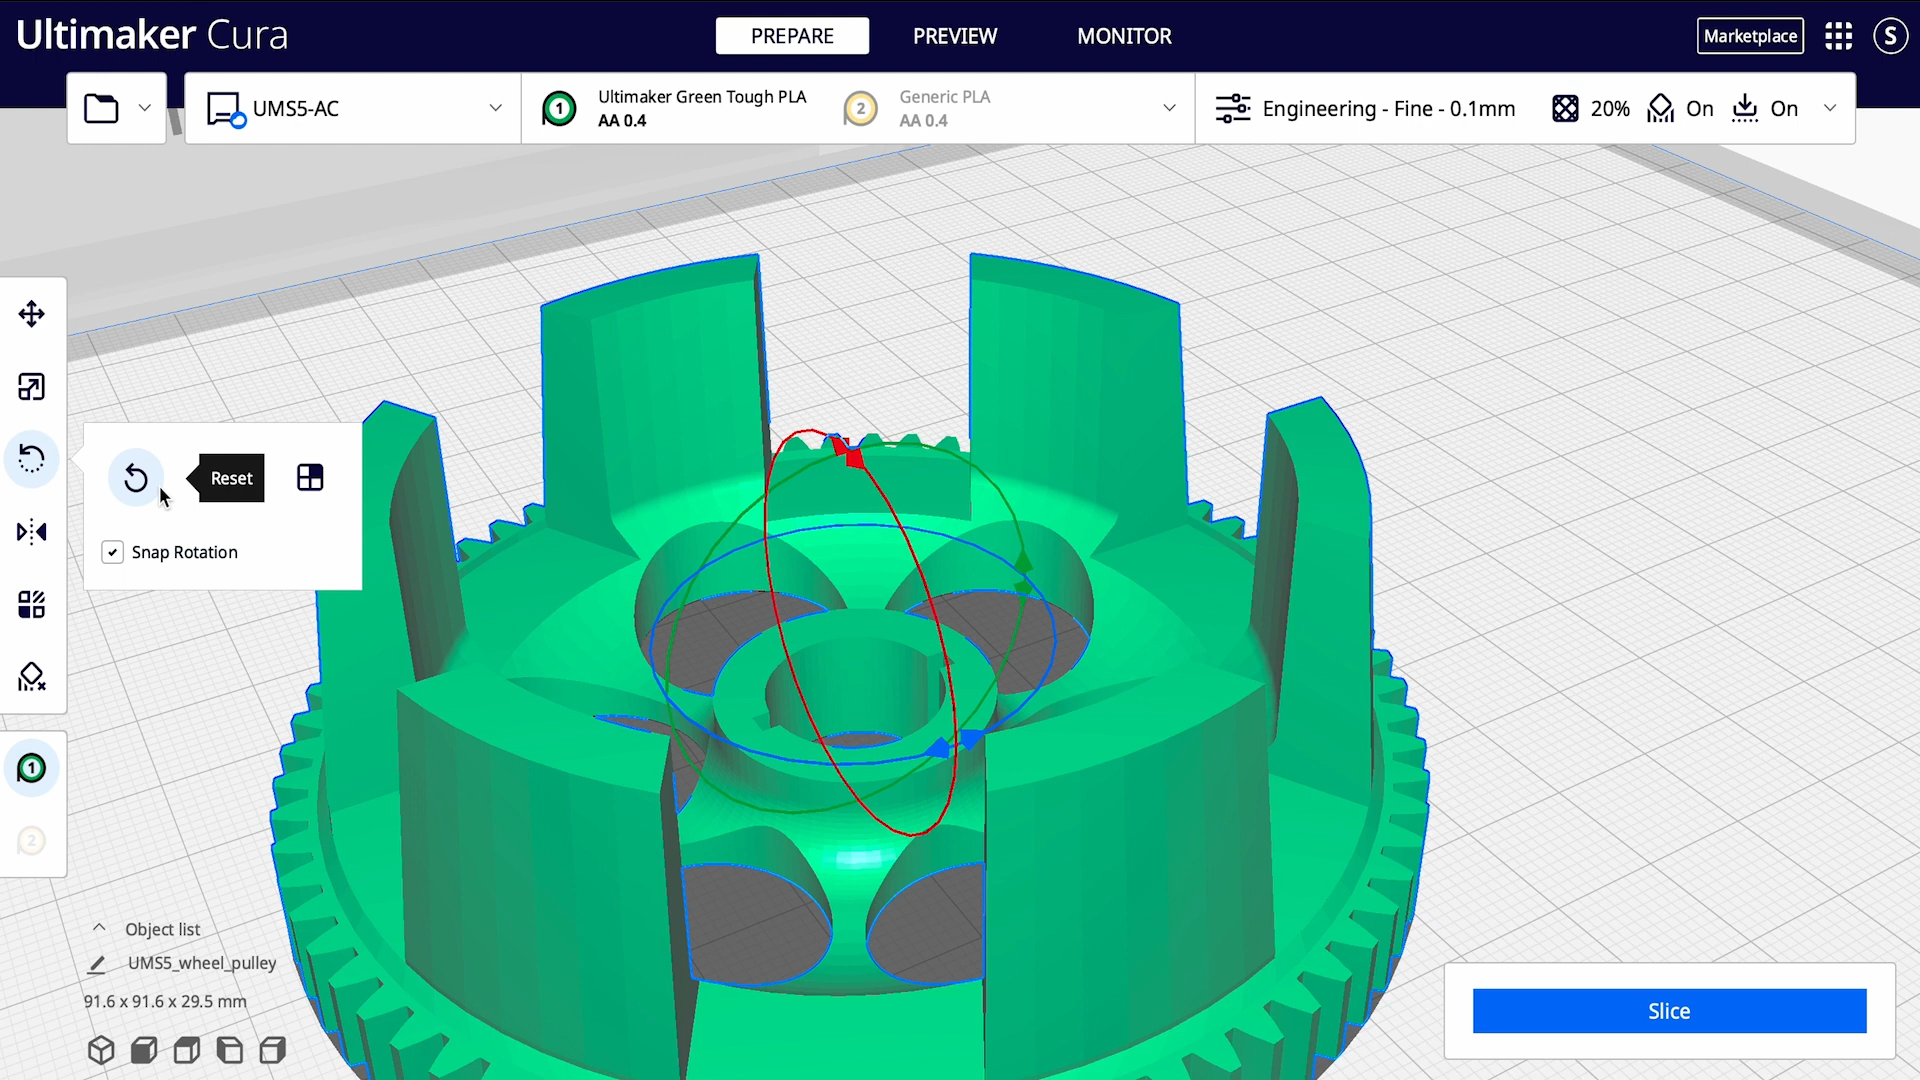 Ultimaker Cura
PREPARE
PREVIEW
MONITOR
Marketplace
S
UMS5-AC
1
Ultimaker Green Tough PLA
AA 0.4
2
Generic PLA
AA 0.4
Engineering - Fine - 0.1mm
20%
On
On
Reset
Snap Rotation
1
2
Object list
UMS5_wheel_pulley
91.6 x 91.6 x 29.5 mm
Slice